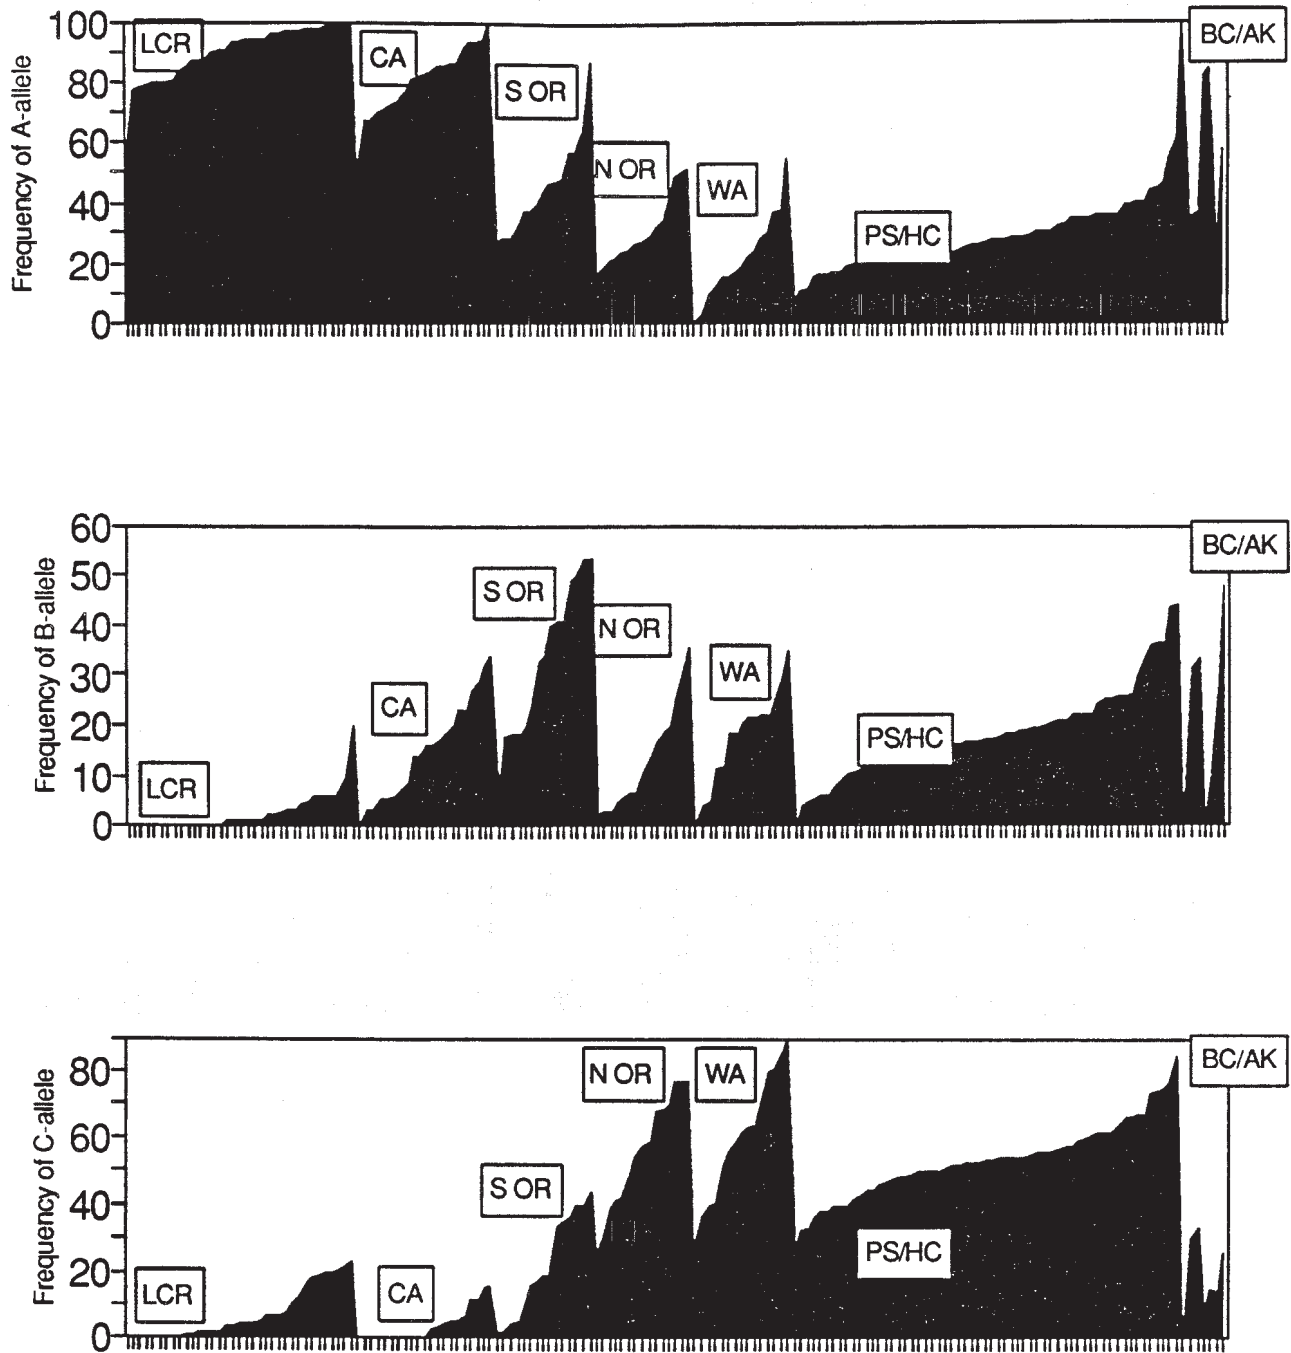 Frequency of A-allele
100
80
60
40
20
0
LCR
CA
S OR
N OR
WA
PS/HC
BC/AK
Frequency of B-allele
60
50
40
30
20
10
0
LCR
CA
S OR
N OR
WA
PS/HC
BC/AK
Frequency of C-allele
80
60
40
20
0
LCR
CA
S OR
N OR
WA
PS/HC
BC/AK